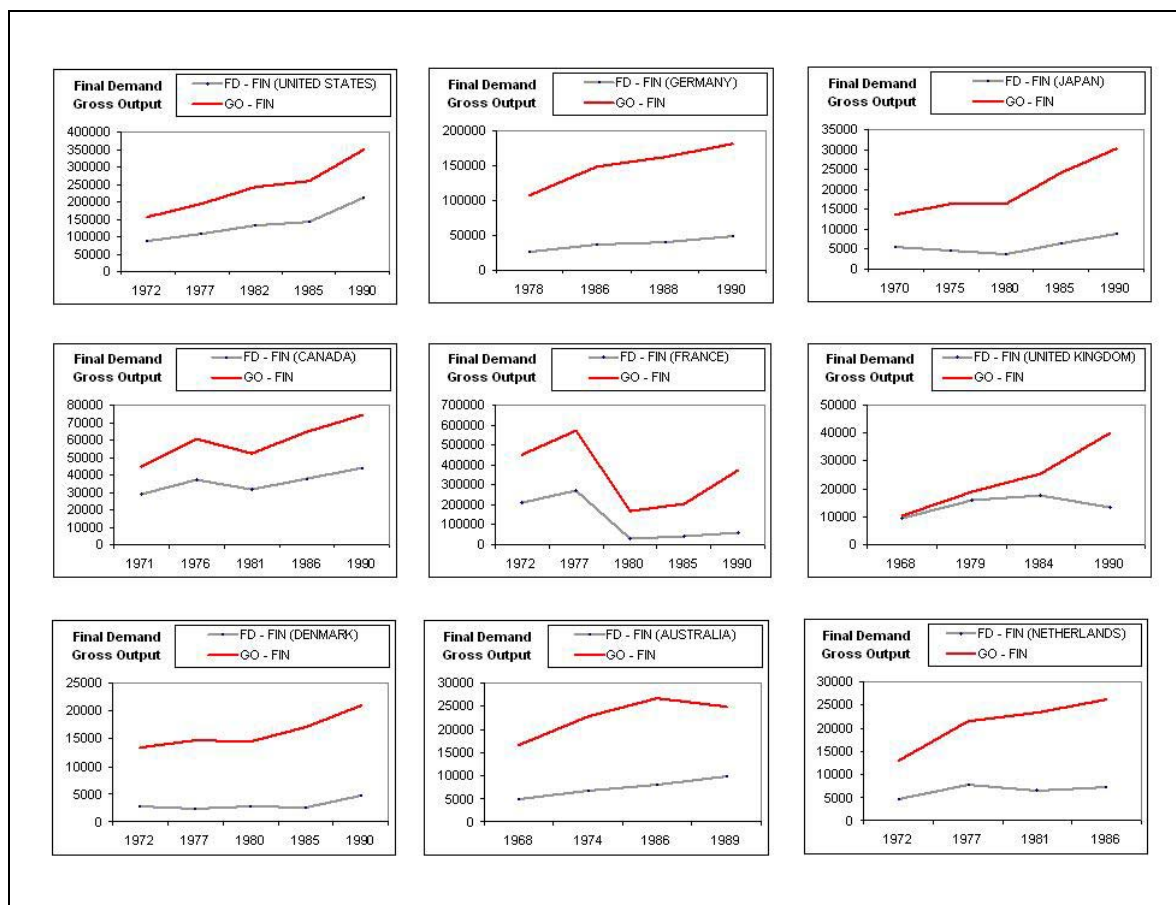 Final Demand
Gross Output
FD - FIN (UNITED STATES)
GO - FIN
400000
350000
300000
250000
200000
150000
100000
50000
0
1972 1977 1982 1985 1990
Final Demand
Gross Output
FD - FIN (GERMANY)
GO - FIN
200000
150000
100000
50000
0
1978 1986 1988 1990
Final Demand
Gross Output
FD - FIN (JAPAN)
GO - FIN
35000
30000
25000
20000
15000
10000
5000
0
1970 1975 1980 1985 1990
Final Demand
Gross Output
FD - FIN (CANADA)
GO - FIN
80000
70000
60000
50000
40000
30000
20000
10000
0
1971 1976 1981 1986 1990
Final Demand
Gross Output
FD - FIN (FRANCE)
GO - FIN
700000
600000
500000
400000
300000
200000
100000
0
1972 1977 1980 1985 1990
Final Demand
Gross Output
FD - FIN (UNITED KINGDOM)
GO - FIN
50000
40000
30000
20000
10000
0
1968 1979 1984 1990
Final Demand
Gross Output
FD - FIN (DENMARK)
GO - FIN
25000
20000
15000
10000
5000
0
1972 1977 1980 1985 1990
Final Demand
Gross Output
FD - FIN (AUSTRALIA)
GO - FIN
30000
25000
20000
15000
10000
5000
0
1968 1974 1986 1989
Final Demand
Gross Output
FD - FIN (NETHERLANDS)
GO - FIN
30000
25000
20000
15000
10000
5000
0
1972 1977 1981 1986